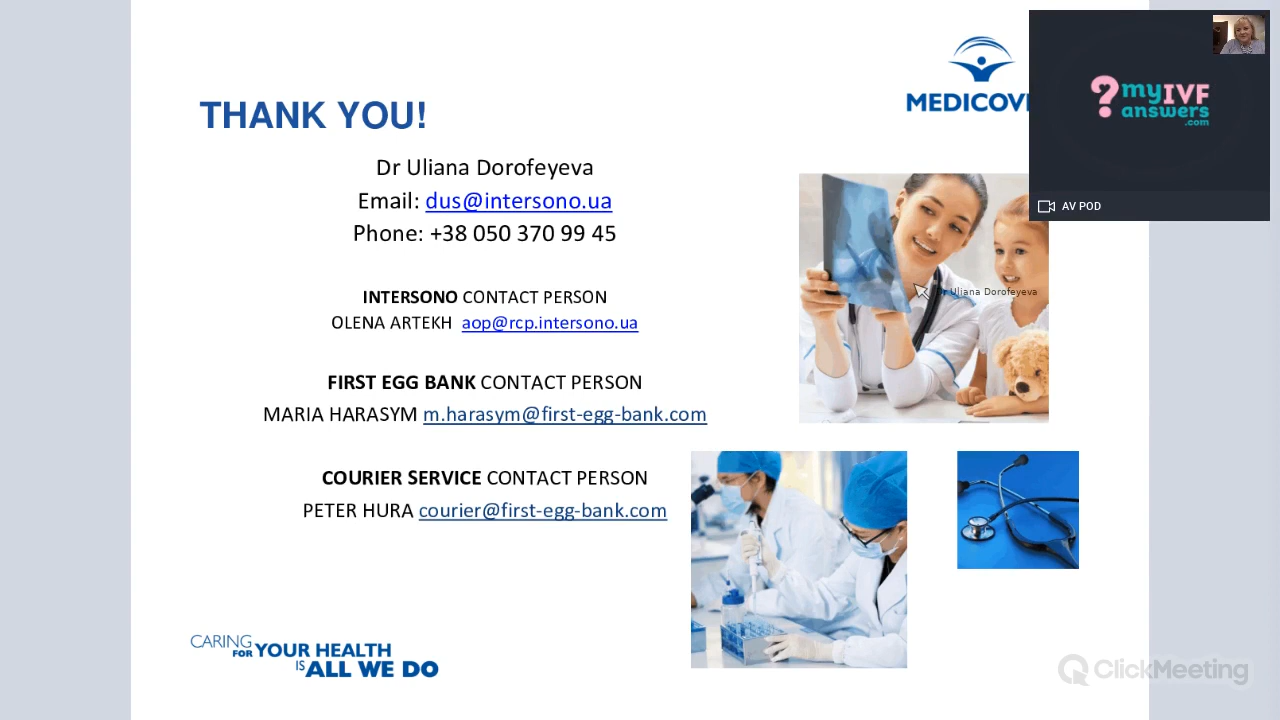 THANK YOU!
Dr Uliana Dorofeyeva
Email: dus@intersono.ua
Phone: +38 050 370 99 45
INTERSONO CONTACT PERSON
OLENA ARTEKH aop@rcp.intersono.ua
FIRST EGG BANK CONTACT PERSON
MARIA HARASYM m.harasym@first-egg-bank.com
COURIER SERVICE CONTACT PERSON
PETER HURA courier@first-egg-bank.com
CARING
FOR YOUR HEALTH
IS ALL WE DO
MEDICOV
?myIVF
answers
.com
AV POD
Dr Uliana Dorofeyeva
ClickMeeting